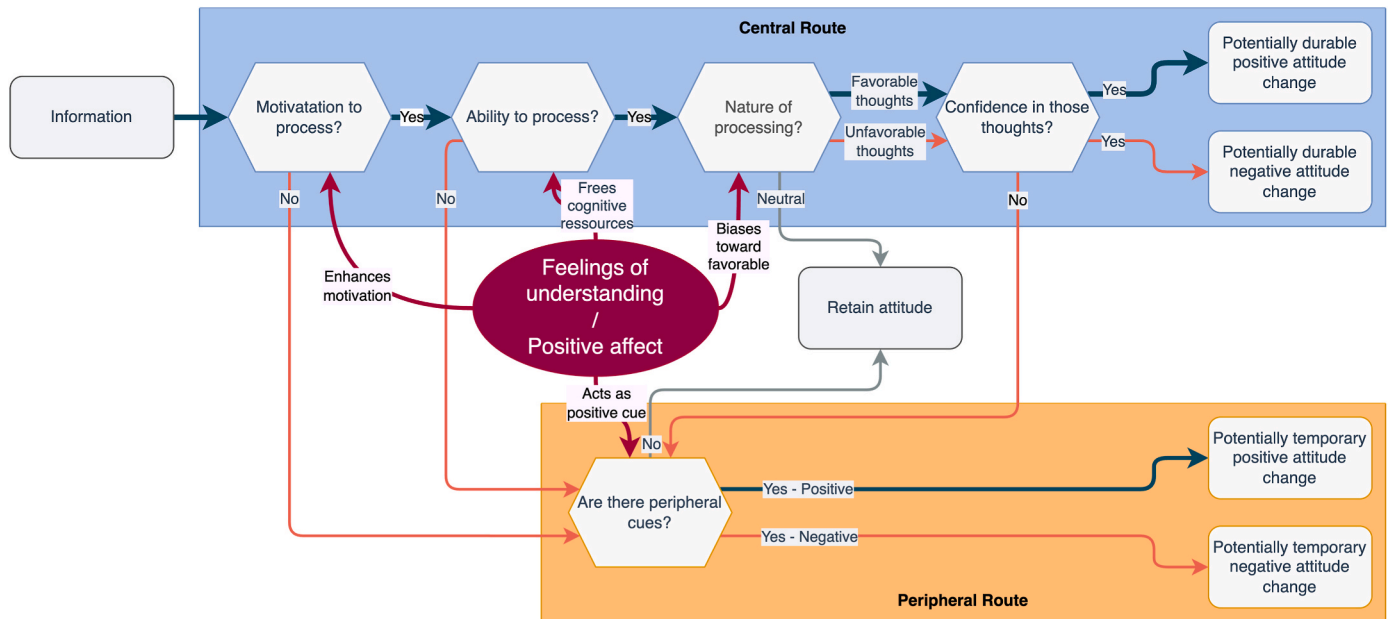 Central Route
Information
Motivatation to
process?
Yes
Ability to process?
Yes
Nature of
processing?
Favorable
thoughts
Unfavorable
thoughts
Confidence in those
thoughts?
Yes
Yes
Potentially durable
positive attitude
change
Potentially durable
negative attitude
change
No
No
Frees
cognitive
ressources
Neutral
No
Biases
toward
favorable
Enhances
motivation
Feelings of
understanding
/
Positive affect
Retain attitude
Acts as
positive cue
No
Are there peripheral
cues?
Yes - Positive
Yes - Negative
Potentially temporary
positive attitude
change
Potentially temporary
negative attitude
change
Peripheral Route